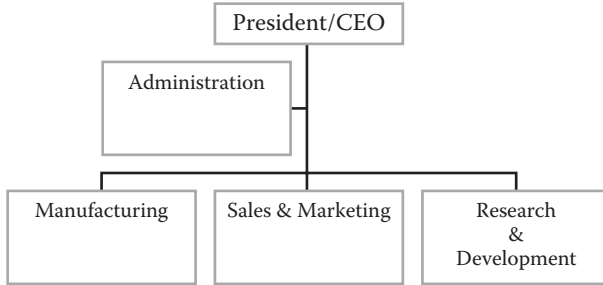 President/CEO
Administration
Manufacturing
Sales & Marketing
Research
&
Development